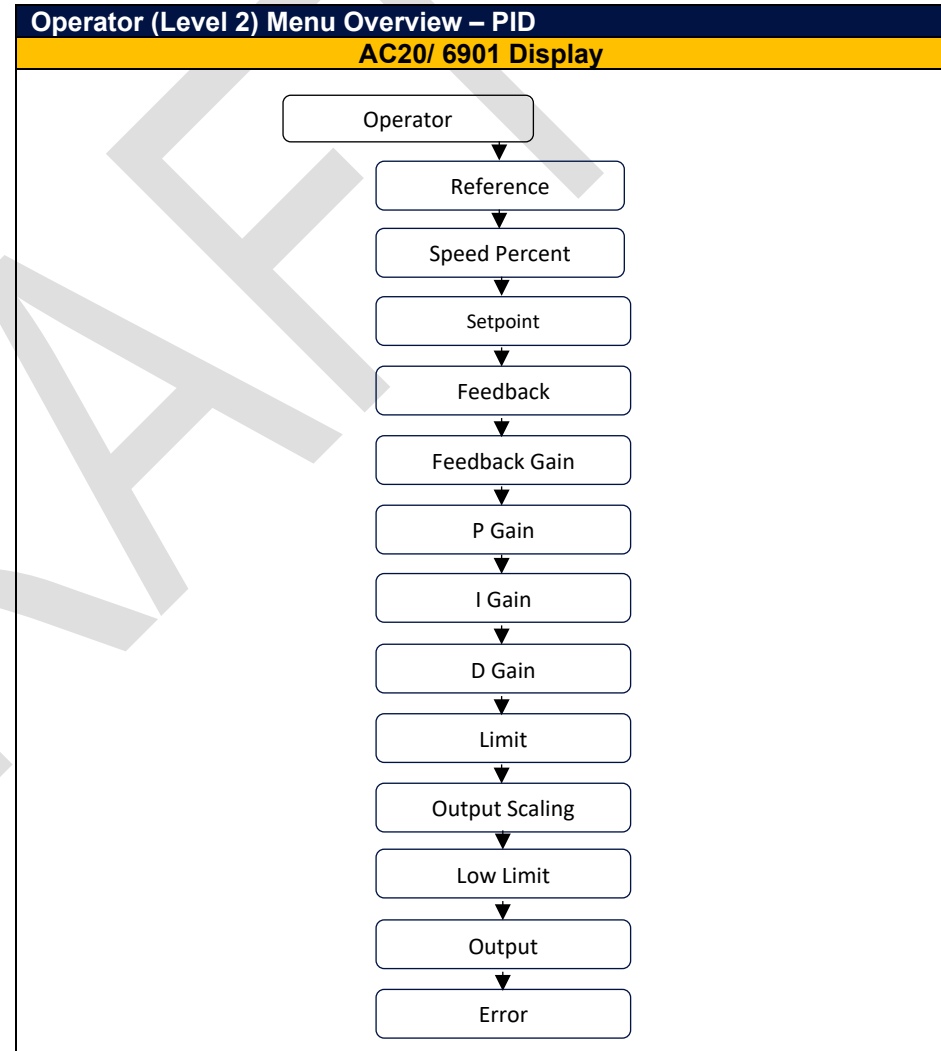 Operator (Level 2) Menu Overview – PID
AC20/ 6901 Display
Operator
Reference
Speed Percent
Setpoint
Feedback
Feedback Gain
P Gain
I Gain
D Gain
Limit
Output Scaling
Low Limit
Output
Error